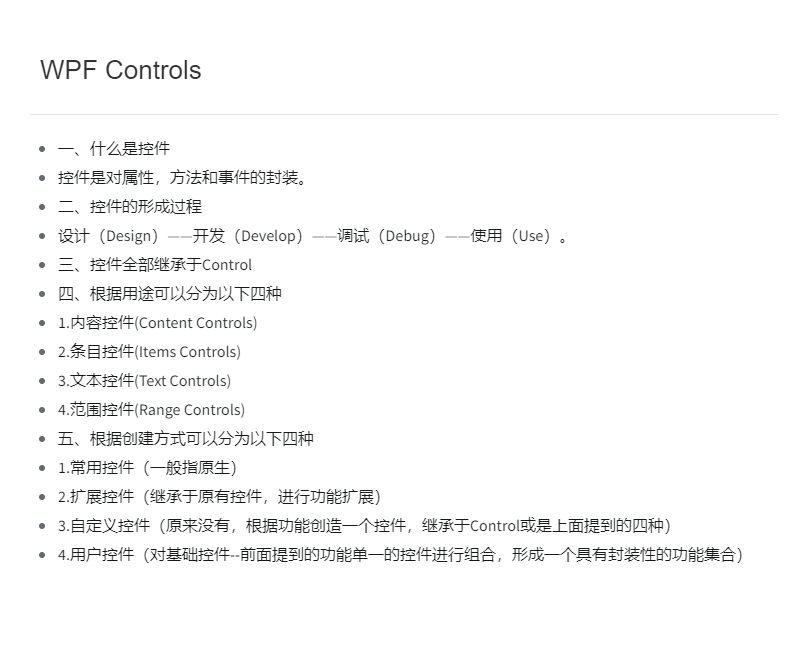 WPF Controls
一、什么是控件
控件是对属性，方法和事件的封装。
二、控件的形成过程
设计（Design）——开发（Develop）——调试（Debug）——使用（Use）。
三、控件全部继承于Control
四、根据用途可以分为以下四种
1.内容控件(Content Controls)
2.条目控件(Items Controls)
3.文本控件(Text Controls)
4.范围控件(Range Controls)
五、根据创建方式可以分为以下四种
1.常用控件（一般指原生）
2.扩展控件（继承于原有控件，进行功能扩展）
3.自定义控件（原来没有，根据功能创造一个控件，继承于Control或是上面提到的四种）
4.用户控件（对基础控件--前面提到的功能单一的控件进行组合，形成一个具有封装性的功能集合）